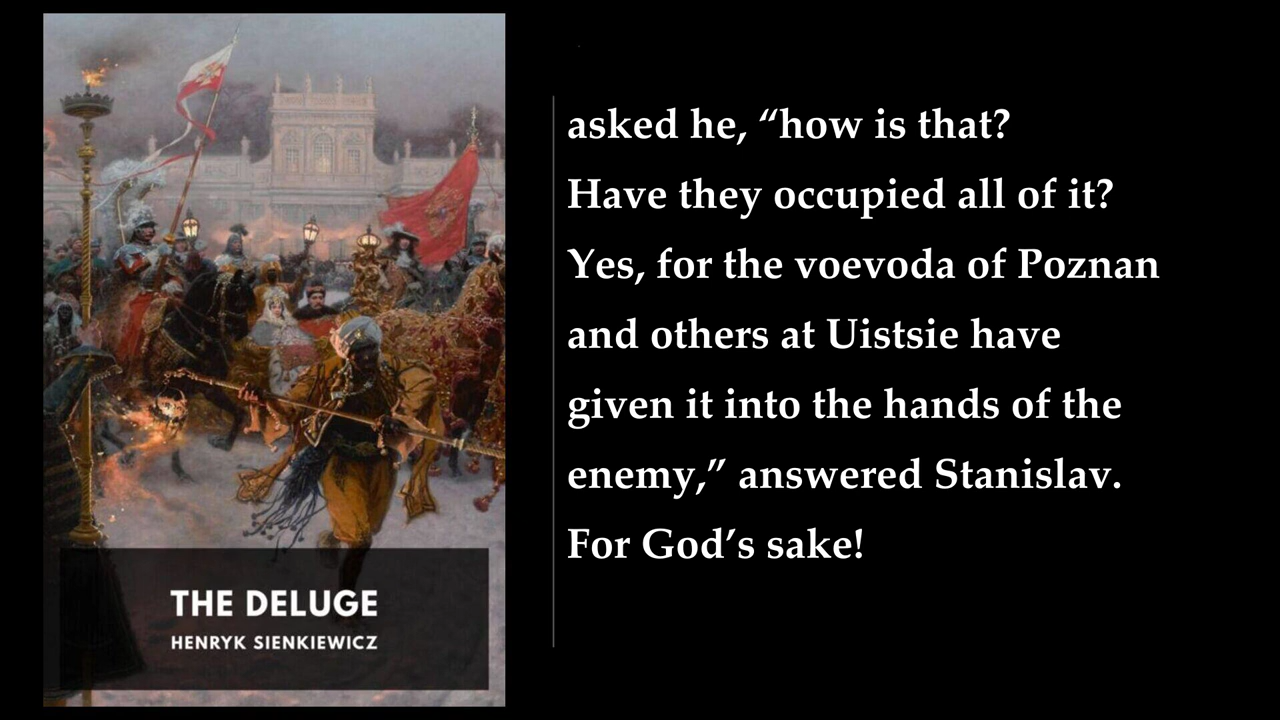 asked he, “how is that?
Have they occupied all of it?
Yes, for the voevoda of Poznan
and others at Uistsie have
given it into the hands of the
enemy,” answered Stanislav.
For God’s sake!
THE DELUGE
HENRYK SIENKIEWICZ